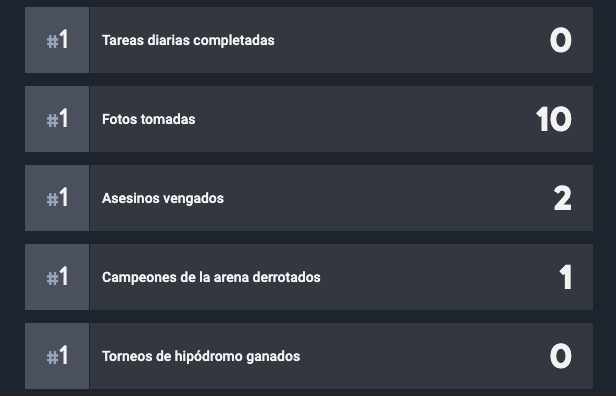 #1 Tareas diarias completadas 0
#1 Fotos tomadas 10
#1 Asesinos vengados 2
#1 Campeones de la arena derrotados 1
#1 Torneos de hipódromo ganados 0